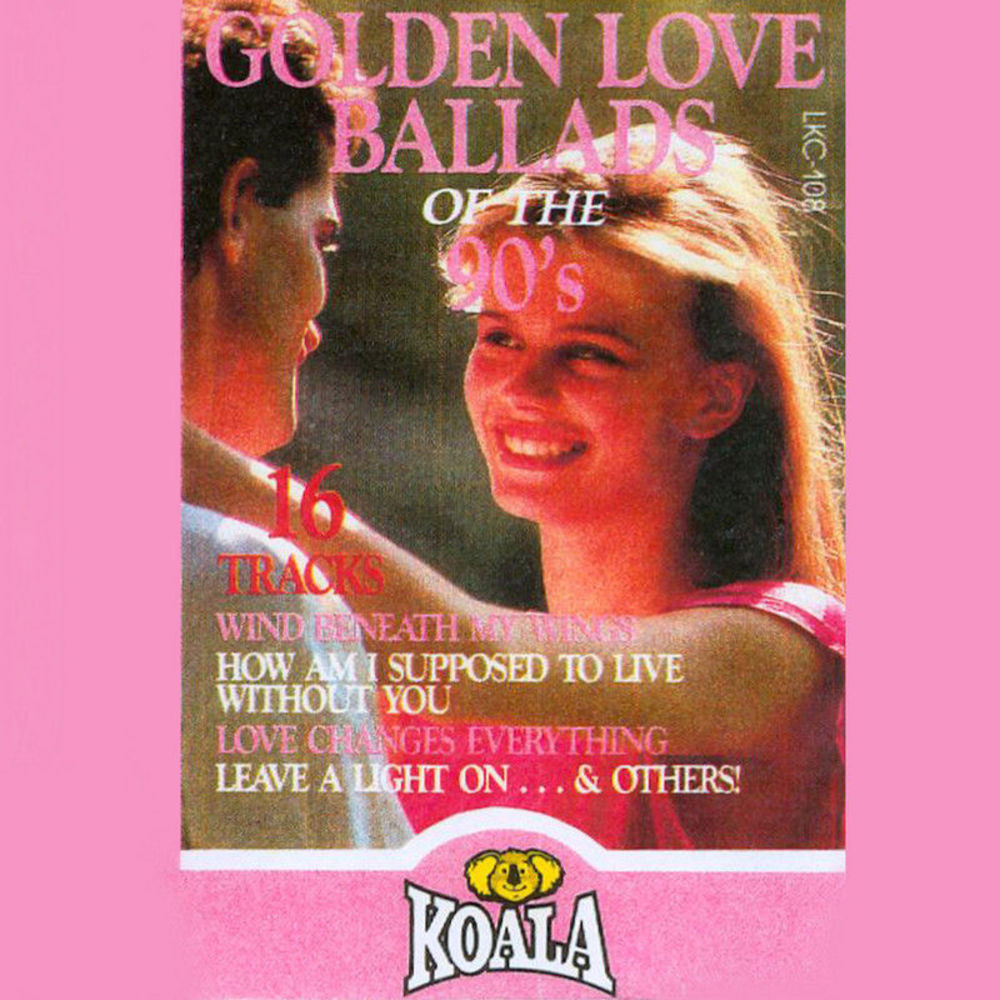 GOLDEN LOVE
BALLADS
OF THE
90's
LKC-108
16
TRACKS
WIND BENEATH MY WINGS
HOW AM I SUPPOSED TO LIVE
WITHOUT YOU
LOVE CHANGES EVERYTHING
LEAVE A LIGHT ON . . . & OTHERS!
KOALA